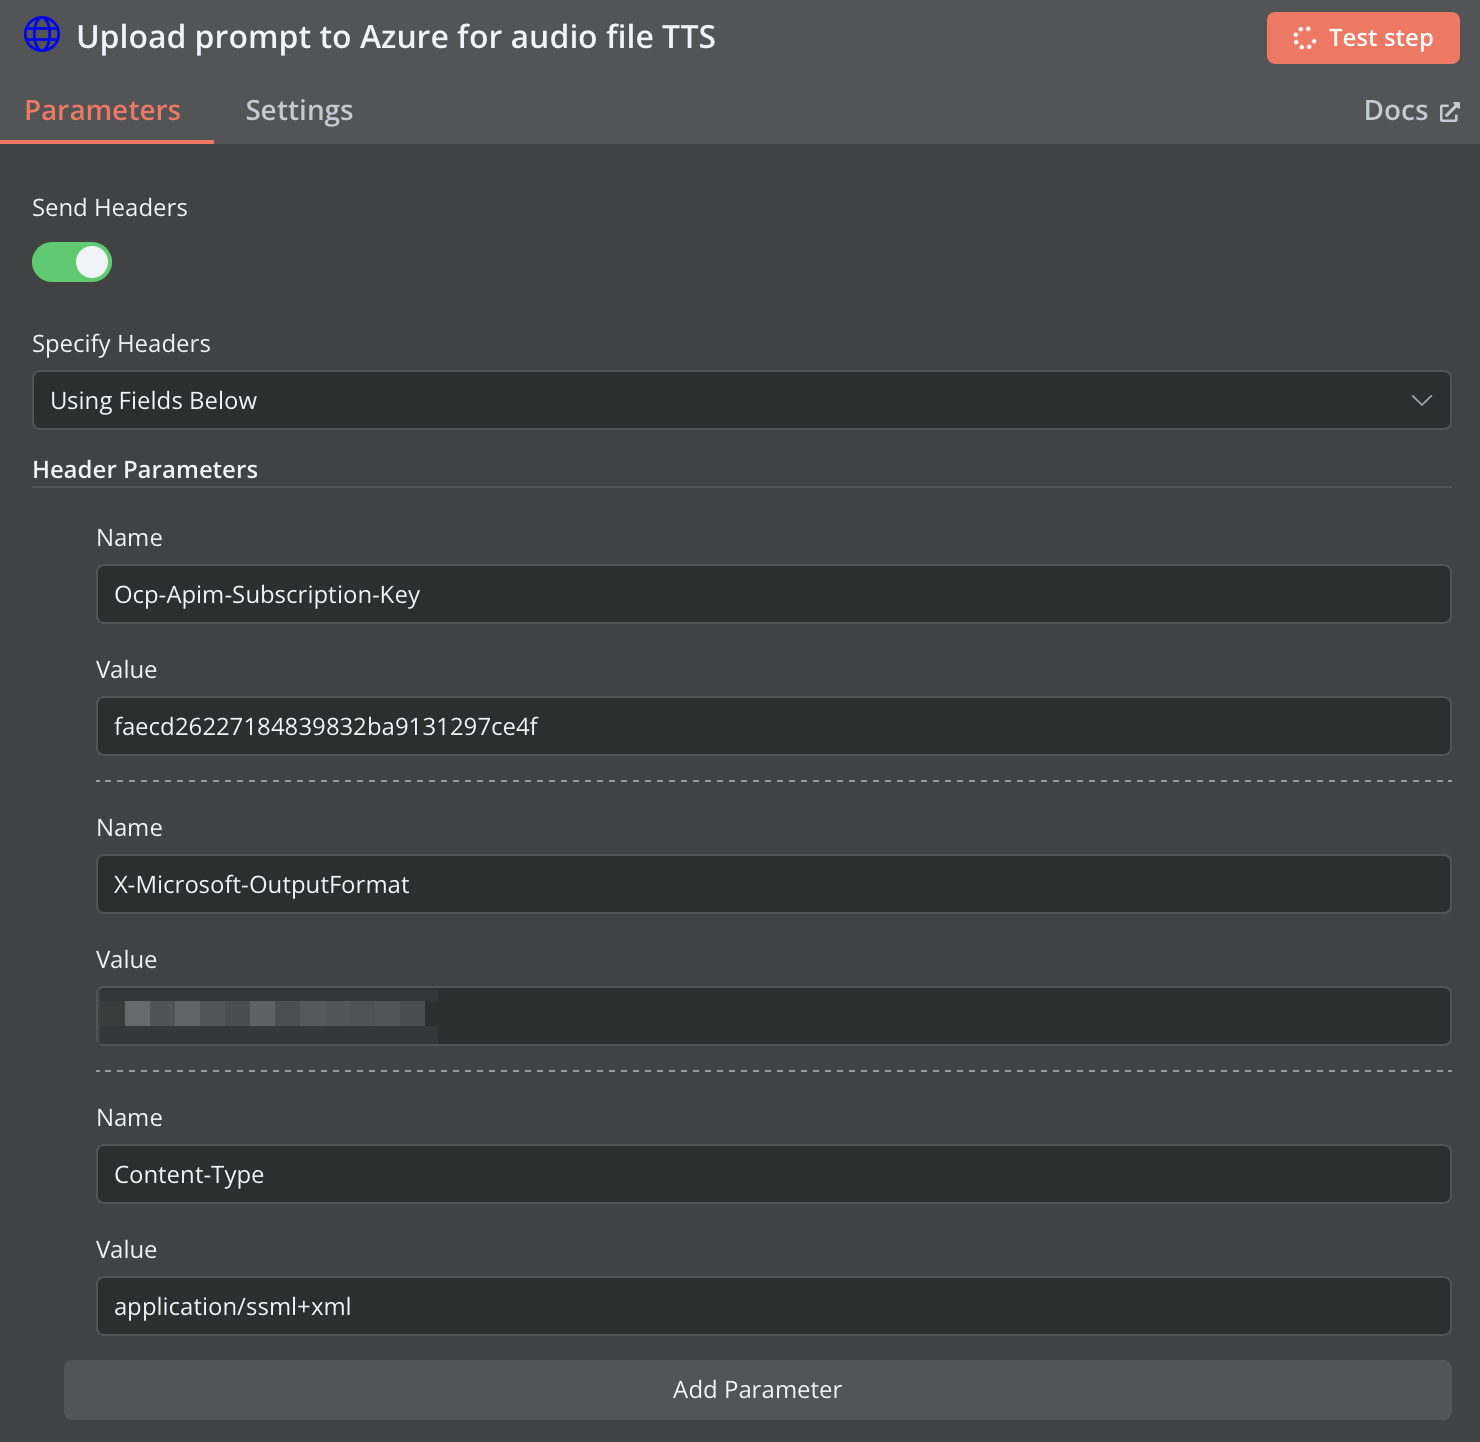 Upload prompt to Azure for audio file TTS
Test step
Parameters
Settings
Docs
Send Headers
Specify Headers
Using Fields Below
Header Parameters
Name
Ocp-Apim-Subscription-Key
Value
faecd26227184839832ba9131297ce4f
Name
X-Microsoft-OutputFormat
Value
Name
Content-Type
Value
application/ssml+xml
Add Parameter